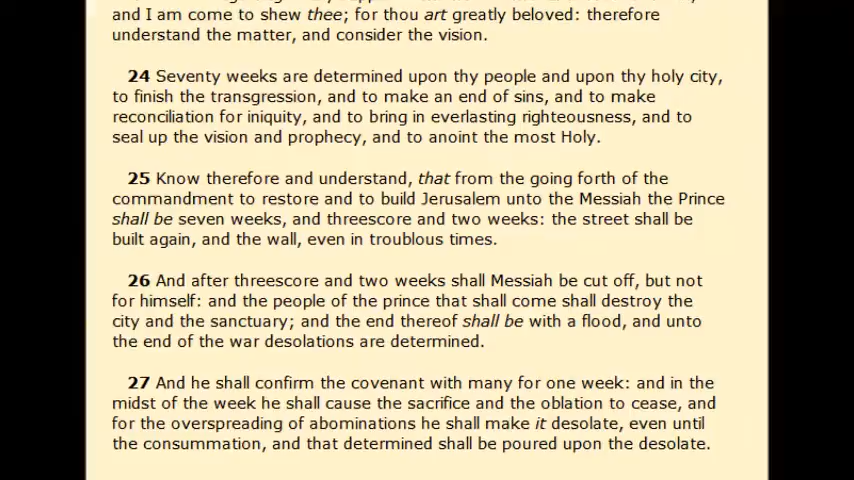 and I am come to shew thee; for thou art greatly beloved: therefore
understand the matter, and consider the vision.
24 Seventy weeks are determined upon thy people and upon thy holy city,
to finish the transgression, and to make an end of sins, and to make
reconciliation for iniquity, and to bring in everlasting righteousness, and to
seal up the vision and prophecy, and to anoint the most Holy.
25 Know therefore and understand, that from the going forth of the
commandment to restore and to build Jerusalem unto the Messiah the Prince
shall be seven weeks, and threescore and two weeks: the street shall be
built again, and the wall, even in troublous times.
26 And after threescore and two weeks shall Messiah be cut off, but not
for himself: and the people of the prince that shall come shall destroy the
city and the sanctuary; and the end thereof shall be with a flood, and unto
the end of the war desolations are determined.
27 And he shall confirm the covenant with many for one week: and in the
midst of the week he shall cause the sacrifice and the oblation to cease, and
for the overspreading of abominations he shall make it desolate, even until
the consummation, and that determined shall be poured upon the desolate.